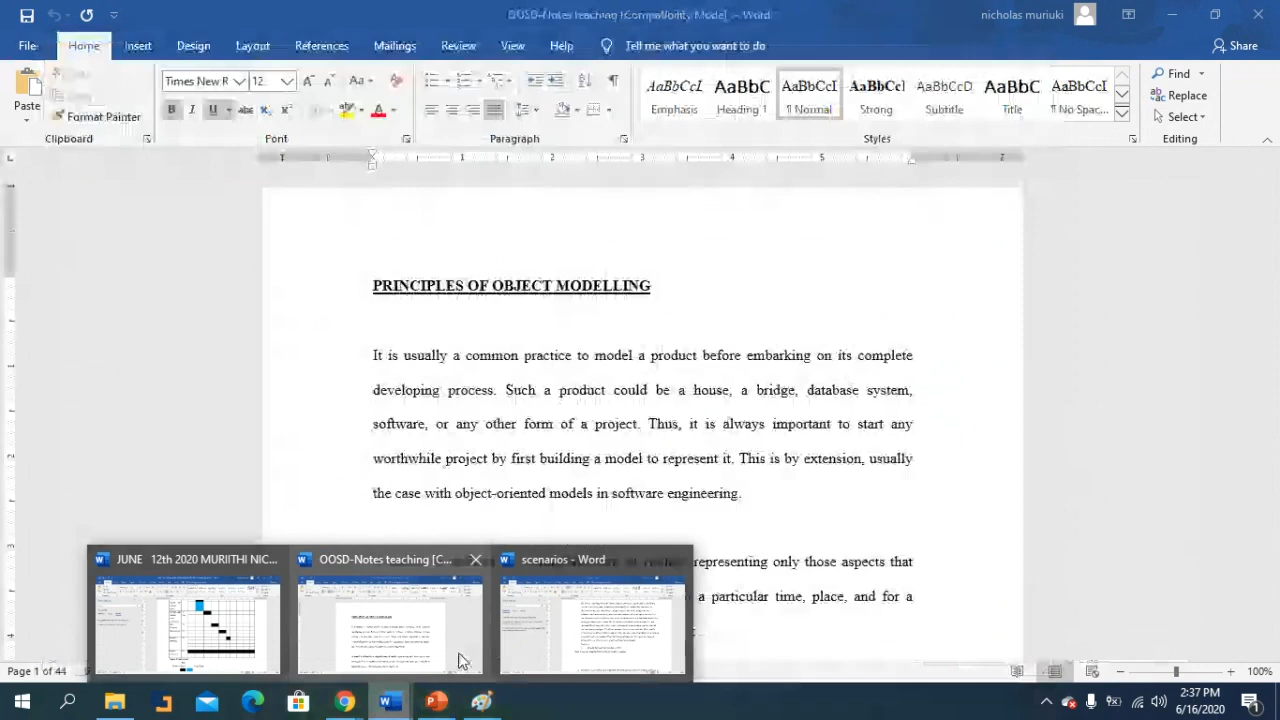 OOSD-Notes teaching [Compatibility Mode] - Word
nicholas muriuki
File Home Insert Design Layout References Mailings Review View Help Tell me what you want to do Share
Paste
Format Painter
Clipboard
Times New R 12
Font
Paragraph
AaBbCcI AaBbC AaBbCcI AaBbCcI AaBbCcD AaBbC AaBbCcI
Emphasis Heading 1 ¶ Normal Strong Subtitle Title ¶ No Spac...
Styles
Find
Replace
Select
Editing
PRINCIPLES OF OBJECT MODELLING
It is usually a common practice to model a product before embarking on its complete
developing process. Such a product could be a house, a bridge, database system,
software, or any other form of a project. Thus, it is always important to start any
worthwhile project by first building a model to represent it. This is by extension, usually
the case with object-oriented models in software engineering.
representing only those aspects that
a particular time, place, and for a
JUNE 12th 2020 MURIITHI NIC...
OOSD-Notes teaching [C...
scenarios - Word
Page 1 of 44
100%
2:37 PM
6/16/2020